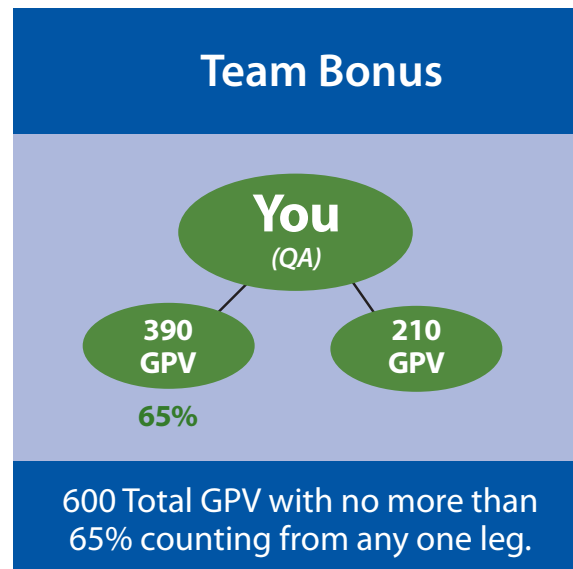 Team Bonus
You
(QA)
390
GPV
210
GPV
65%
600 Total GPV with no more than
65% counting from any one leg.